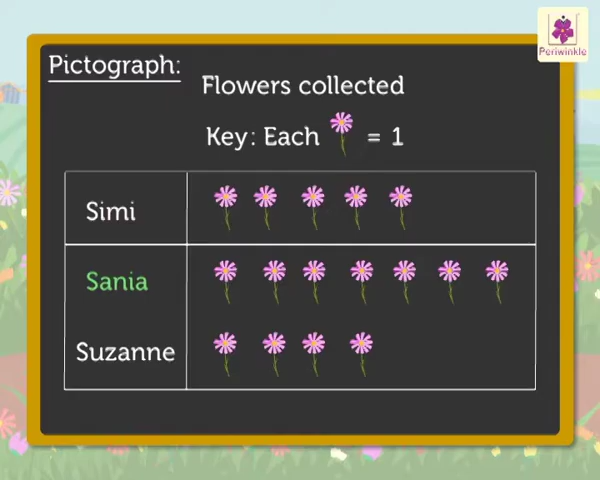 Periwinkle
Pictograph:
Flowers collected
Key: Each = 1
Simi
Sania
Suzanne